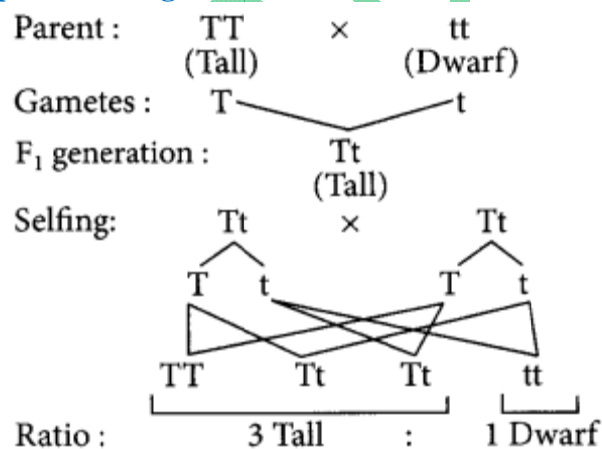 Parent : TT × tt
(Tall) (Dwarf)
Gametes : T t
F₁ generation : Tt
(Tall)
Selfing: Tt × Tt
T t T t
TT Tt Tt tt
Ratio : 3 Tall : 1 Dwarf